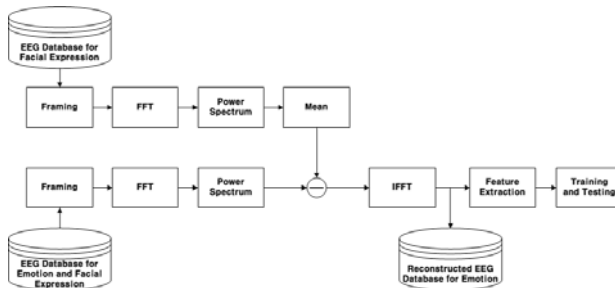 EEG Database for
Facial Expression
Framing
FFT
Power
Spectrum
Mean
Framing
FFT
Power
Spectrum
IFFT
Feature
Extraction
Training
and Testing
EEG Database for
Emotion and Facial
Expression
Reconstructed EEG
Database for Emotion